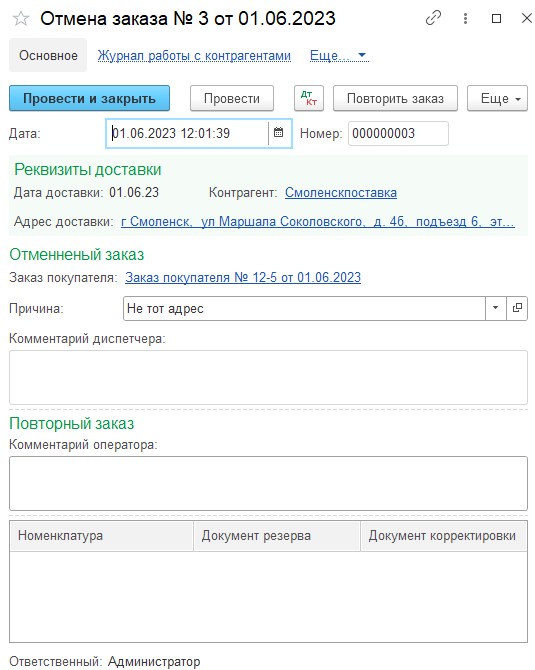 Отмена заказа № 3 от 01.06.2023
Основное Журнал работы с контрагентами Еще...
Провести и закрыть Провести Дт Кт Повторить заказ Еще
Дата: 01.06.2023 12:01:39 Номер: 000000003
Реквизиты доставки
Дата доставки: 01.06.23 Контрагент: Смоленскпоставка
Адрес доставки: г Смоленск, ул Маршала Соколовского, д. 4б, подъезд 6, эт...
Отмненный заказ
Заказ покупателя: Заказ покупателя № 12-5 от 01.06.2023
Причина: Не тот адрес
Комментарий диспетчера:
Повторный заказ
Комментарий оператора:
Номенклатура Документ резерва Документ корректировки
Ответственный: Администратор